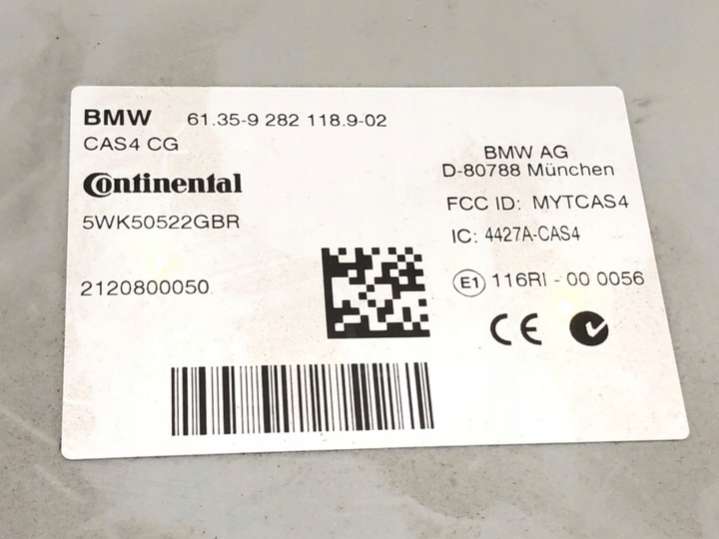 BMW 61.35-9 282 118.9-02
CAS4 CG
Continental
5WK50522GBR
2120800050
BMW AG
D-80788 München
FCC ID: MYTCAS4
IC: 4427A-CAS4
E1 116RI - 00 0056
CE